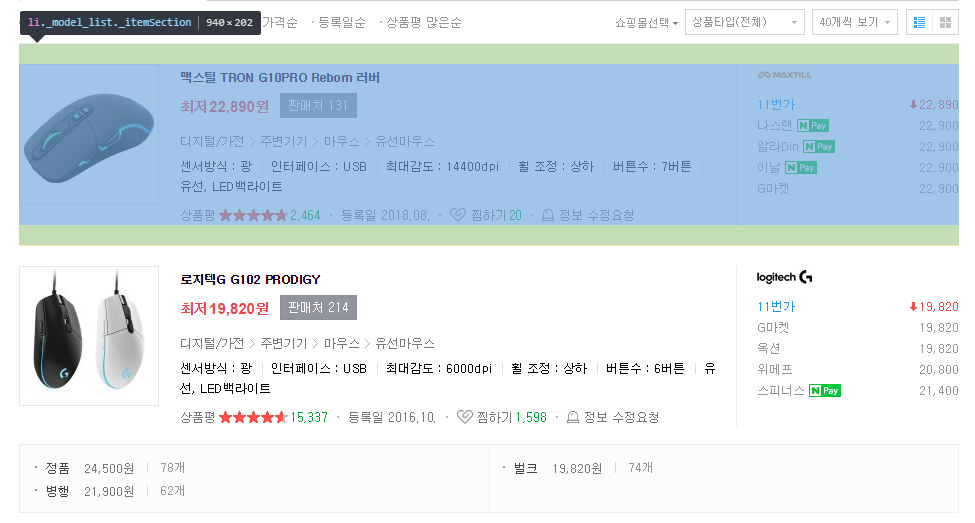 li._model_list._itemSection 940 × 202
가격순 · 등록일순 · 상품평 많은순
쇼핑몰선택 상품타입(전체) 40개씩 보기
맥스틸 TRON G10PRO Reborn 러버
최저 22,890원 판매처 131
디지털/가전 > 주변기기 > 마우스 > 유선마우스
센서방식 : 광 | 인터페이스 : USB | 최대감도 : 14400dpi | 휠 조정 : 상하 | 버튼수 : 7버튼 |
유선, LED백라이트
상품평 2,464 · 등록일 2018.08. · 찜하기 20 · 정보 수정요청
MAXTILL
11번가 22,890
나스랜 N Pay 22,900
알라Din N Pay 22,900
이날 N Pay 22,900
G마켓 22,900
로지텍G G102 PRODIGY
최저 19,820원 판매처 214
디지털/가전 > 주변기기 > 마우스 > 유선마우스
센서방식 : 광 | 인터페이스 : USB | 최대감도 : 6000dpi | 휠 조정 : 상하 | 버튼수 : 6버튼 | 유
선, LED백라이트
상품평 15,337 · 등록일 2016.10. · 찜하기 1,598 · 정보 수정요청
logitech G
11번가 19,820
G마켓 19,820
옥션 19,820
위메프 20,800
스피너스 N Pay 21,400
· 정품 24,500원 | 78개
· 병행 21,900원 | 62개
· 벌크 19,820원 | 74개